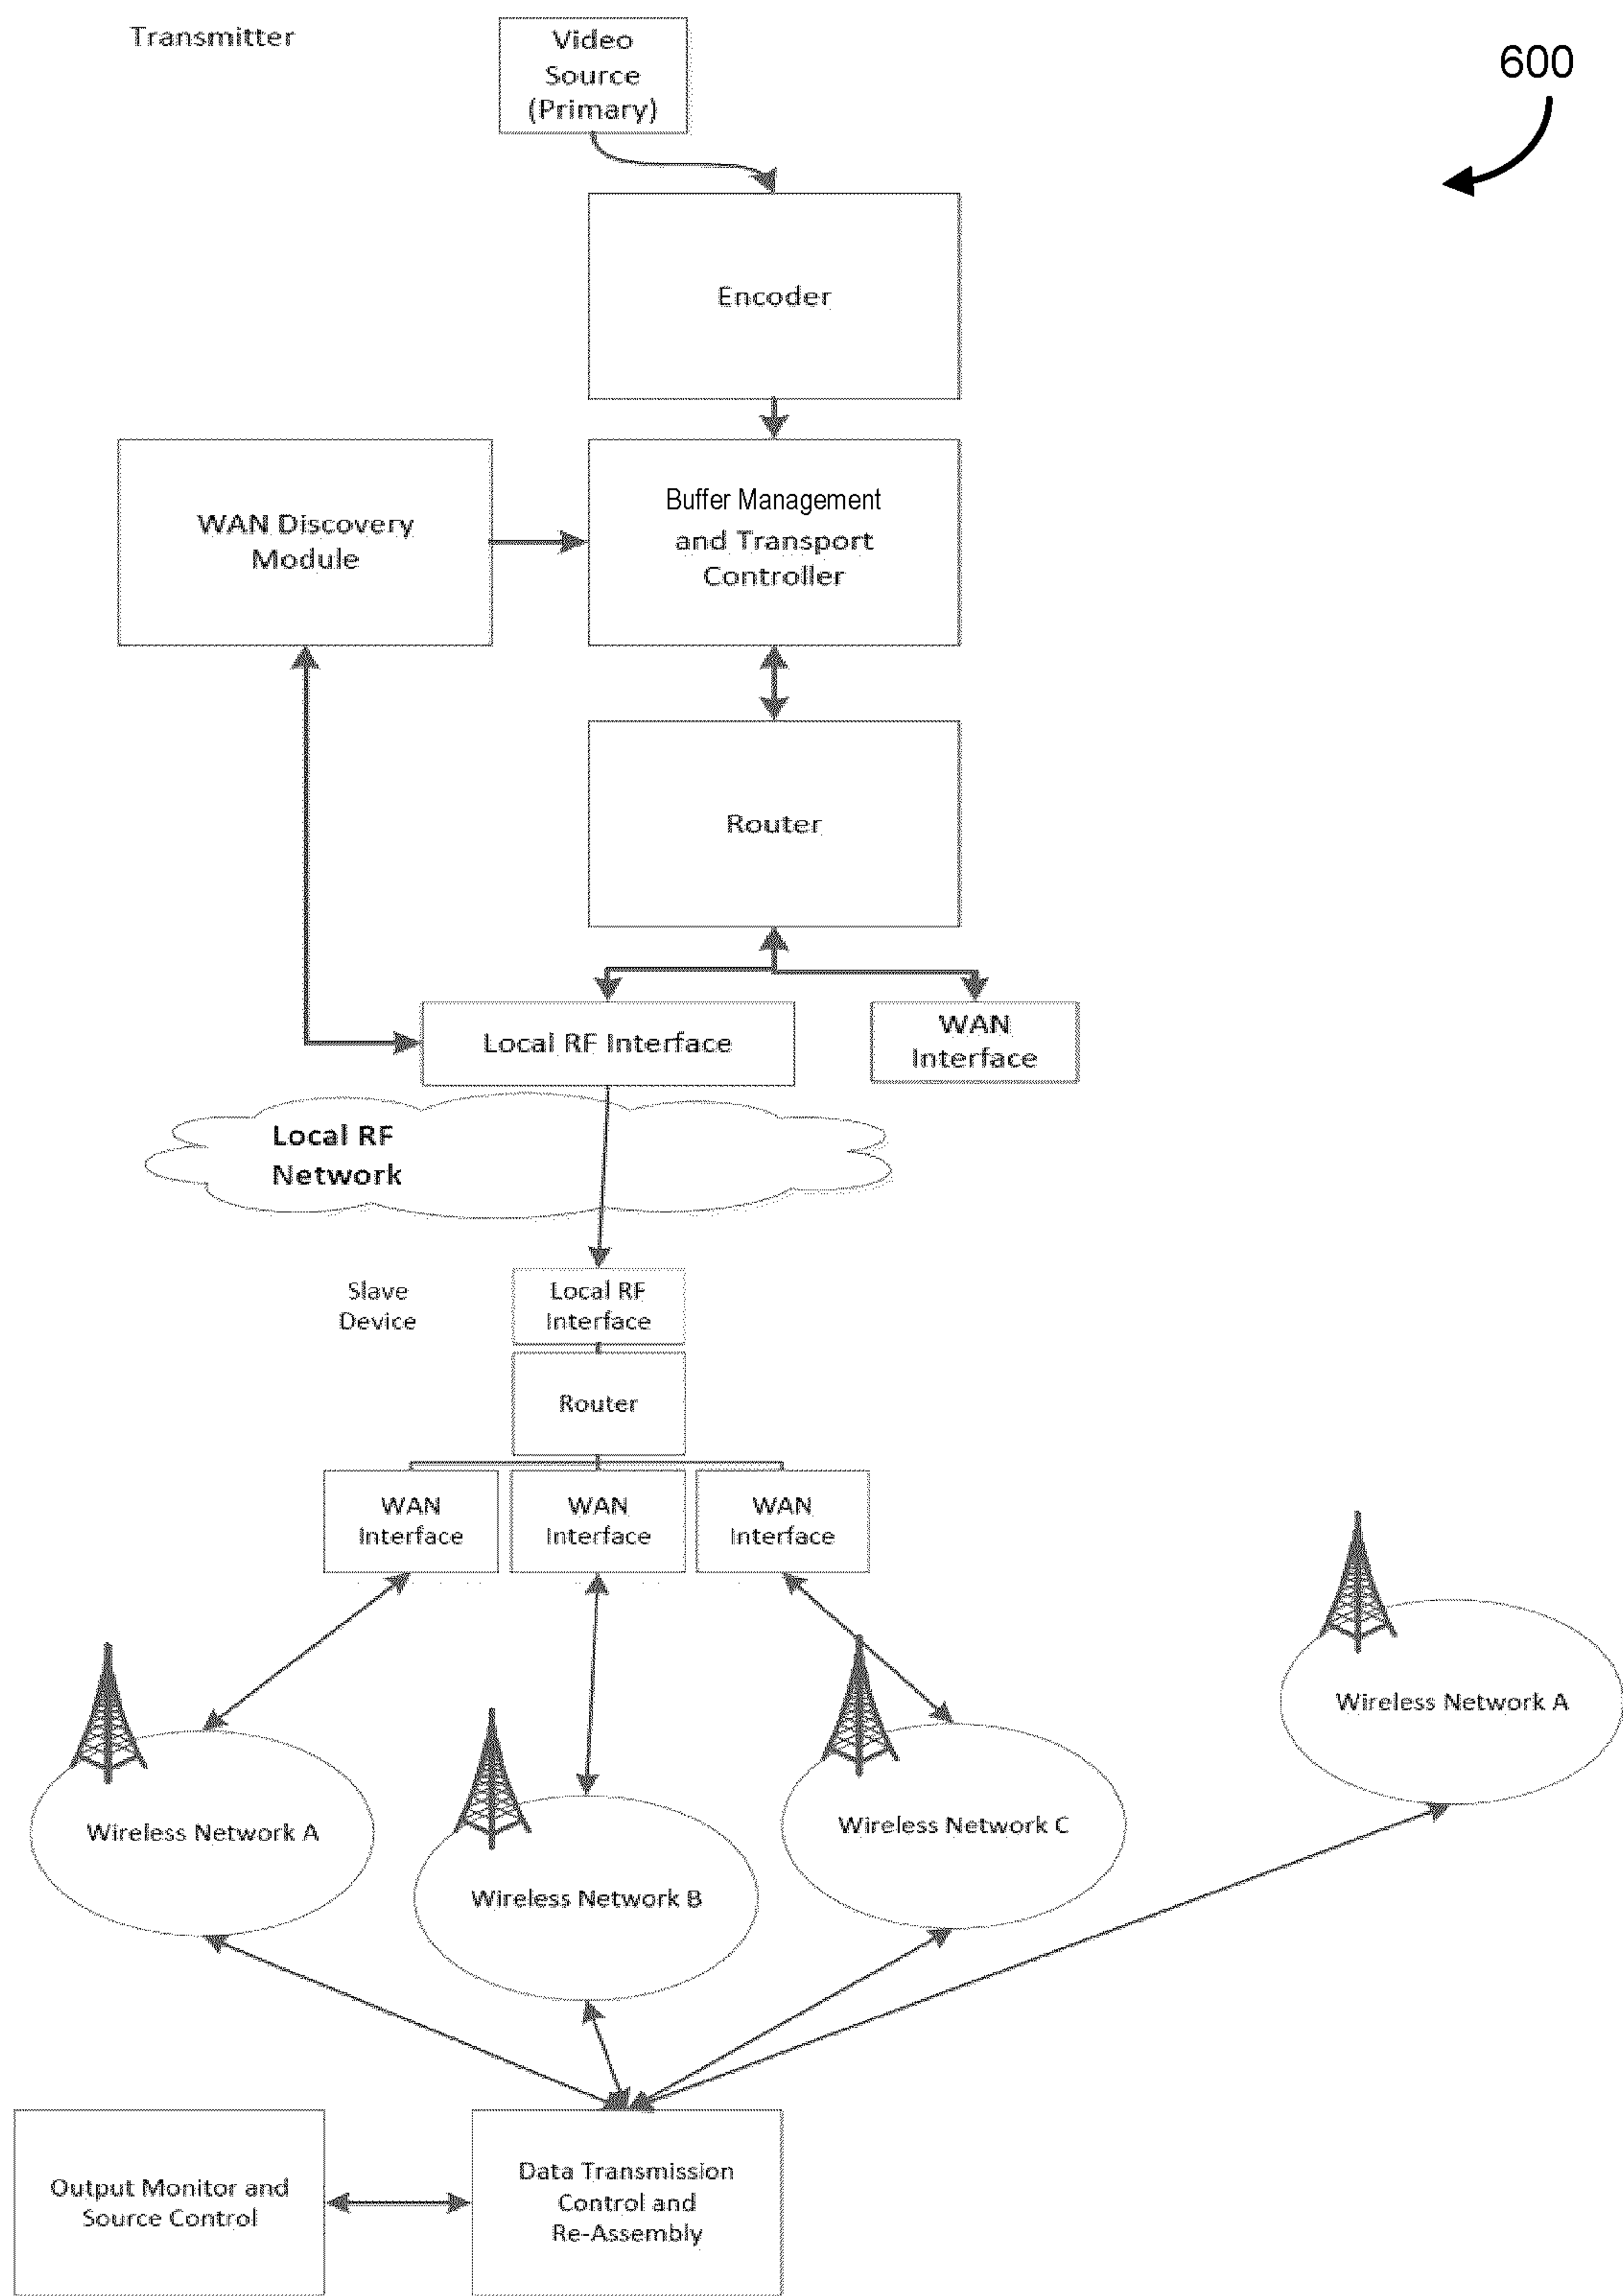 Transmitter
Video
Source
(Primary)
600
Encoder
WAN Discovery
Module
Buffer Management
and Transport
Controller
Router
Local RF Interface
WAN
Interface
Local RF
Network
Slave
Device
Local RF
Interface
Router
WAN
Interface
WAN
Interface
WAN
Interface
Wireless Network A
Wireless Network A
Wireless Network B
Wireless Network C
Output Monitor and
Source Control
Data Transmission
Control and
Re-Assembly